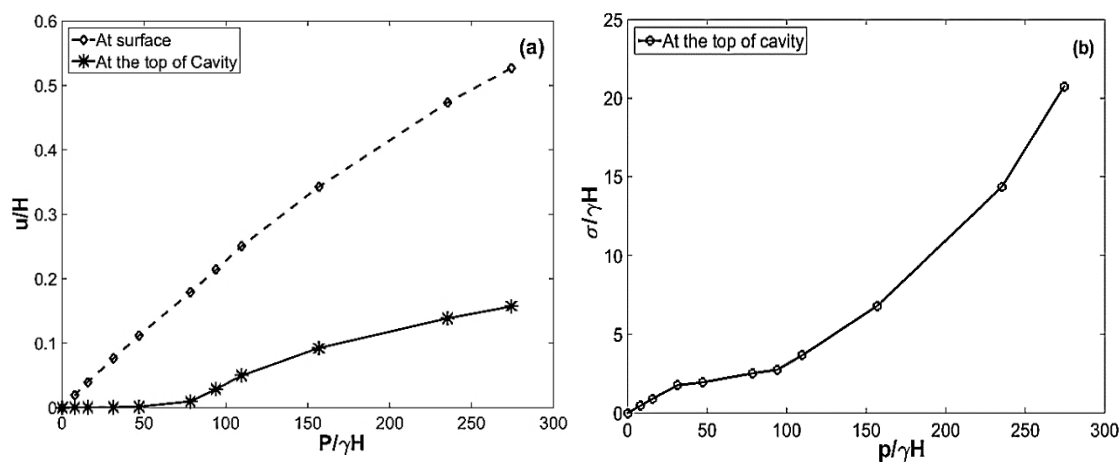 0.6
At surface
At the top of Cavity
(a)
0.5
0.4
u/H
0.3
0.2
0.1
0
0 50 100 150 200 250 300
P/γH
25
At the top of cavity
(b)
20
15
σ/γH
10
5
0
0 50 100 150 200 250 300
p/γH